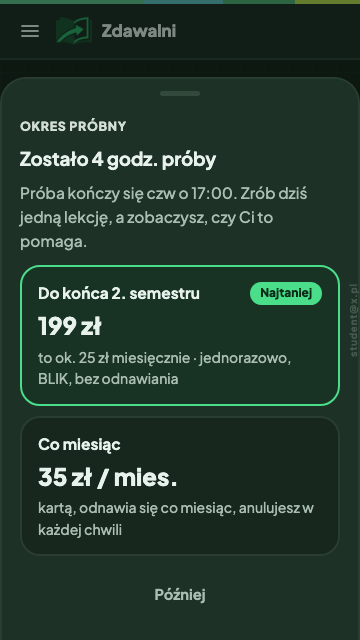 Zdawalni
OKRES PRÓBNY
Zostało 4 godz. próby
Próba kończy się czw o 17:00. Zrób dziś
jedną lekcję, a zobaczysz, czy Ci to
pomaga.
Do końca 2. semestru
Najtaniej
199 zł
to ok. 25 zł miesięcznie · jednorazowo,
BLIK, bez odnawiania
student@x.pl
Co miesiąc
35 zł / mies.
kartą, odnawia się co miesiąc, anulujesz w
każdej chwili
Później